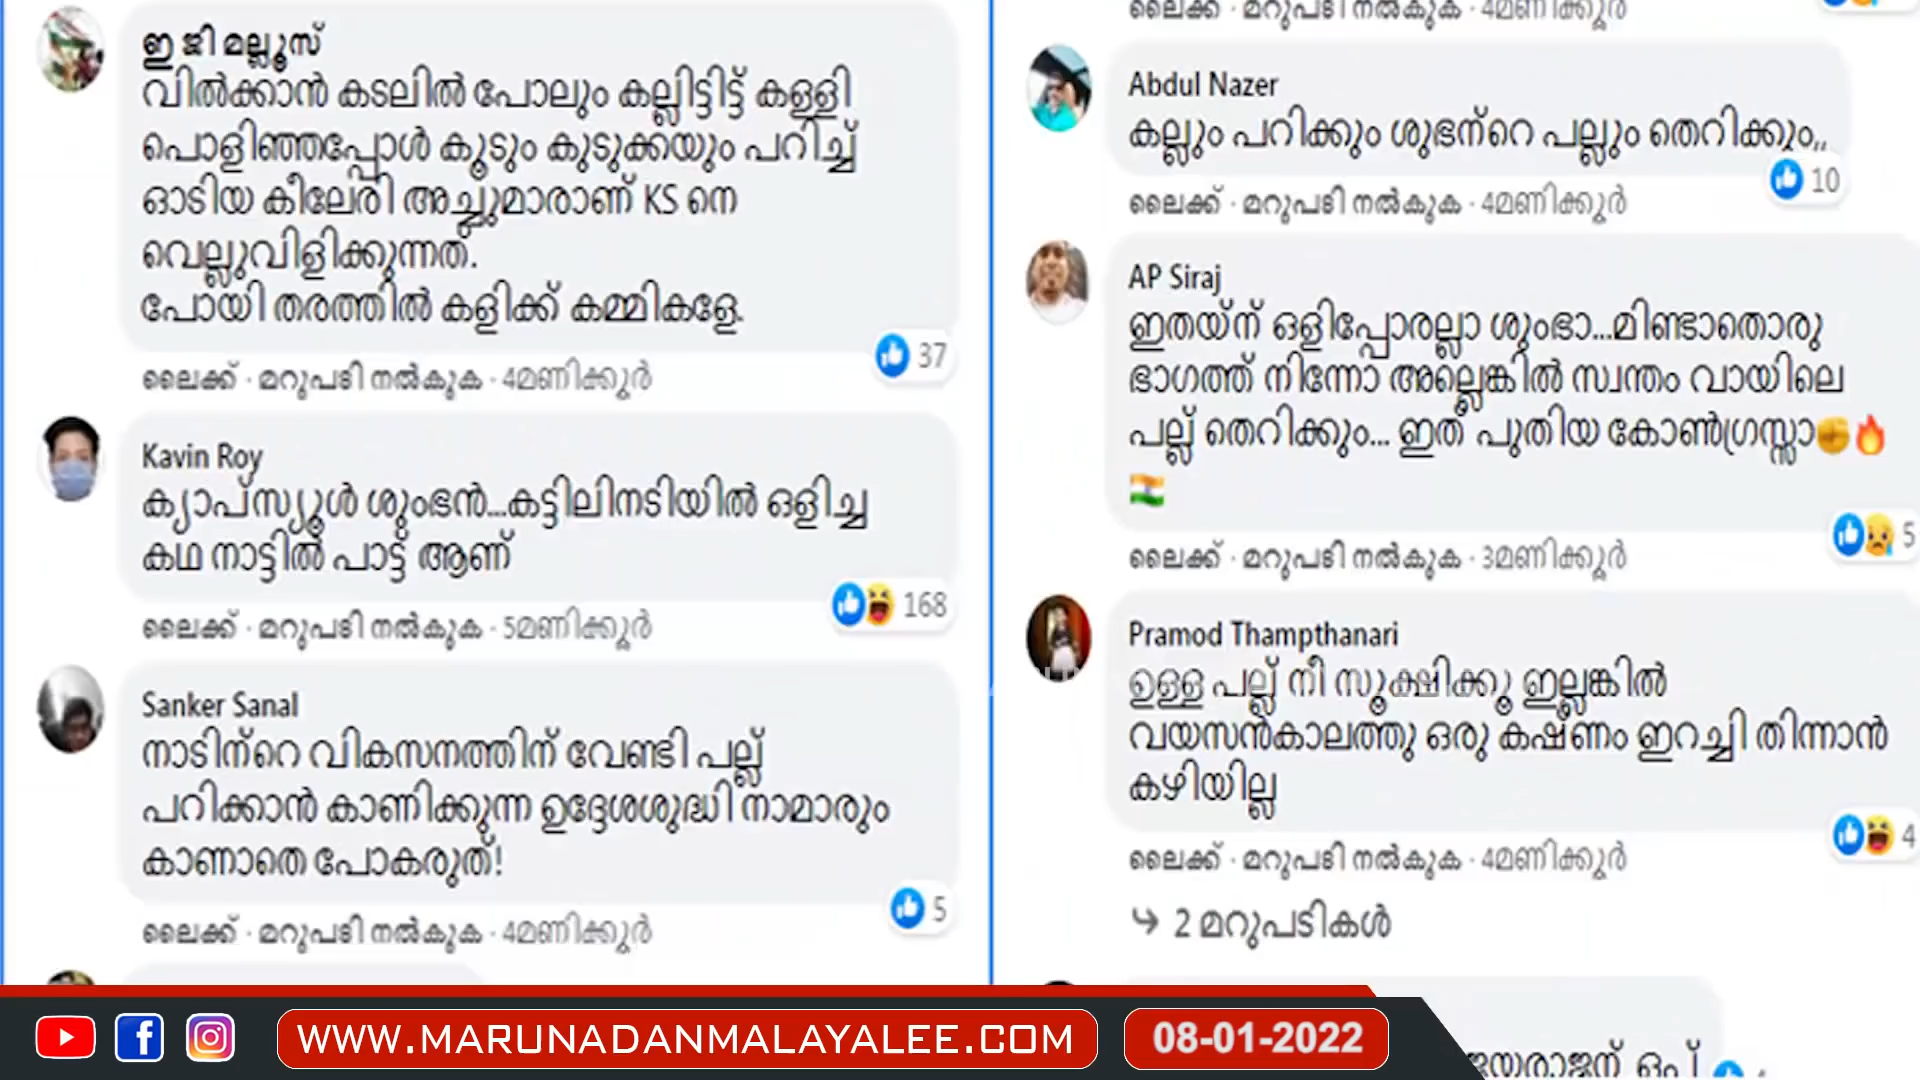 ഇ ജി മല്ലൂസ്
വിൽക്കാൻ കടലിൽ പോലും കല്ലിട്ടിട്ട് കള്ളി
പൊളിഞ്ഞപ്പോൾ കൂടും കുടുക്കയും പറിച്ച്
ഓടിയ കീലേരി അച്ചുമാരാണ് KS നെ
വെല്ലുവിളിക്കുന്നത്.
പോയി തരത്തിൽ കളിക്ക് കമ്മികളേ.
37
ലൈക്ക് · മറുപടി നൽകുക · 4മണിക്കൂർ
Kavin Roy
ക്യാപ്സ്യൂൾ ശുംഭൻ...കട്ടിലിനടിയിൽ ഒളിച്ച
കഥ നാട്ടിൽ പാട്ട് ആണ്
168
ലൈക്ക് · മറുപടി നൽകുക · 5മണിക്കൂർ
Sanker Sanal
നാടിന്റെ വികസനത്തിന് വേണ്ടി പല്ല്
പറിക്കാൻ കാണിക്കുന്ന ഉദ്ദേശശുദ്ധി നാമാരും
കാണാതെ പോകരുത്!
5
ലൈക്ക് · മറുപടി നൽകുക · 4മണിക്കൂർ
ലൈക്ക് · മറുപടി നൽകുക · 4മണിക്കൂർ
Abdul Nazer
കല്ലും പറിക്കും ശുഭന്റെ പല്ലും തെറിക്കും,,
10
ലൈക്ക് · മറുപടി നൽകുക · 4മണിക്കൂർ
AP Siraj
ഇതയ്ന് ഒളിപ്പോരല്ലാ ശുംഭാ...മിണ്ടാതൊരു
ഭാഗത്ത് നിന്നോ അല്ലെങ്കിൽ സ്വന്തം വായിലെ
പല്ല് തെറിക്കും... ഇത് പുതിയ കോൺഗ്രസ്സാ✊🔥
🇮🇳
5
ലൈക്ക് · മറുപടി നൽകുക · 3മണിക്കൂർ
Pramod Thampthanari
ഉള്ള പല്ല് നീ സൂക്ഷിക്കൂ ഇല്ലങ്കിൽ
വയസൻകാലത്തു ഒരു കഷ്ണം ഇറച്ചി തിന്നാൻ
കഴിയില്ല
4
ലൈക്ക് · മറുപടി നൽകുക · 4മണിക്കൂർ
2 മറുപടികൾ
WWW.MARUNADANMALAYALEE.COM
08-01-2022